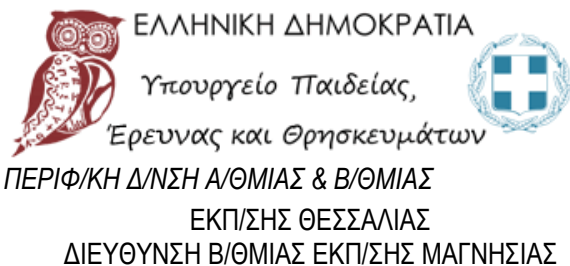 ΕΛΛΗΝΙΚΗ ΔΗΜΟΚΡΑΤΙΑ
Υπουργείο Παιδείας,
Έρευνας και Θρησκευμάτων
ΠΕΡΙΦ/ΚΗ Δ/ΝΣΗ Α/ΘΜΙΑΣ & Β/ΘΜΙΑΣ
ΕΚΠ/ΣΗΣ ΘΕΣΣΑΛΙΑΣ
ΔΙΕΥΘΥΝΣΗ Β/ΘΜΙΑΣ ΕΚΠ/ΣΗΣ ΜΑΓΝΗΣΙΑΣ